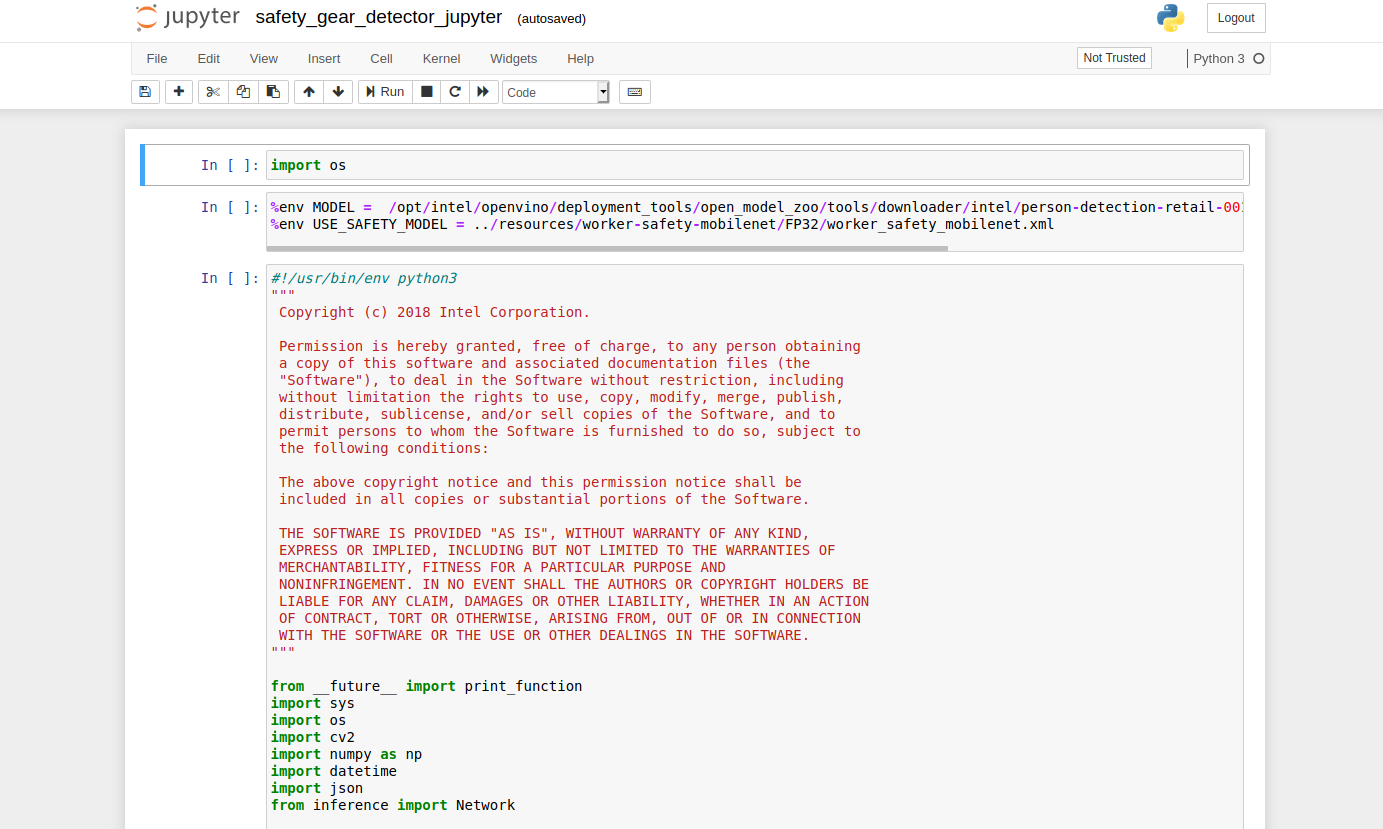 jupyter safety_gear_detector_jupyter (autosaved) Logout
File Edit View Insert Cell Kernel Widgets Help Not Trusted Python 3
Run Code
In [ ]: import os
In [ ]: %env MODEL =  /opt/intel/openvino/deployment_tools/open_model_zoo/tools/downloader/intel/person-detection-retail-00
%env USE_SAFETY_MODEL = ../resources/worker-safety-mobilenet/FP32/worker_safety_mobilenet.xml
In [ ]: #!/usr/bin/env python3
"""
Copyright (c) 2018 Intel Corporation.
Permission is hereby granted, free of charge, to any person obtaining
a copy of this software and associated documentation files (the
"Software"), to deal in the Software without restriction, including
without limitation the rights to use, copy, modify, merge, publish,
distribute, sublicense, and/or sell copies of the Software, and to
permit persons to whom the Software is furnished to do so, subject to
the following conditions:
The above copyright notice and this permission notice shall be
included in all copies or substantial portions of the Software.
THE SOFTWARE IS PROVIDED "AS IS", WITHOUT WARRANTY OF ANY KIND,
EXPRESS OR IMPLIED, INCLUDING BUT NOT LIMITED TO THE WARRANTIES OF
MERCHANTABILITY, FITNESS FOR A PARTICULAR PURPOSE AND
NONINFRINGEMENT. IN NO EVENT SHALL THE AUTHORS OR COPYRIGHT HOLDERS BE
LIABLE FOR ANY CLAIM, DAMAGES OR OTHER LIABILITY, WHETHER IN AN ACTION
OF CONTRACT, TORT OR OTHERWISE, ARISING FROM, OUT OF OR IN CONNECTION
WITH THE SOFTWARE OR THE USE OR OTHER DEALINGS IN THE SOFTWARE.
"""
from __future__ import print_function
import sys
import os
import cv2
import numpy as np
import datetime
import json
from inference import Network